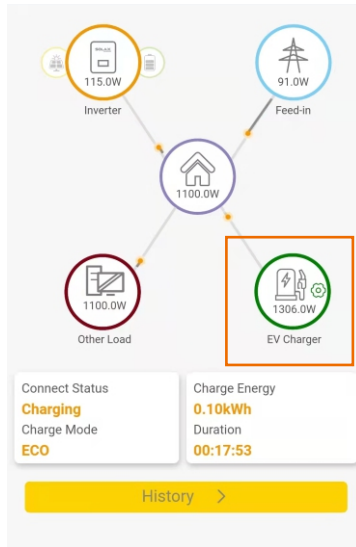 115.0W
Inverter
91.0W
Feed-in
1100.0W
1100.0W
Other Load
1306.0W
EV Charger
Connect Status
Charging
Charge Mode
ECO
Charge Energy
0.10kWh
Duration
00:17:53
History >